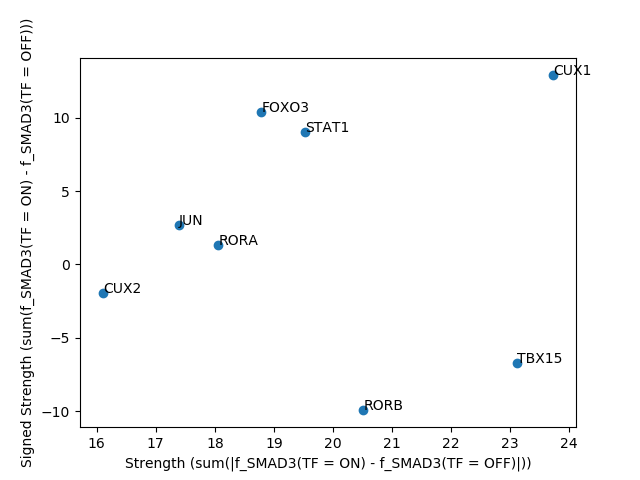 Signed Strength (sum(f_SMAD3(TF = ON) - f_SMAD3(TF = OFF)))
10
5
0
−5
−10
CUX1
FOXO3
STAT1
JUN
RORA
CUX2
TBX15
RORB
16 17 18 19 20 21 22 23 24
Strength (sum(|f_SMAD3(TF = ON) - f_SMAD3(TF = OFF)|))